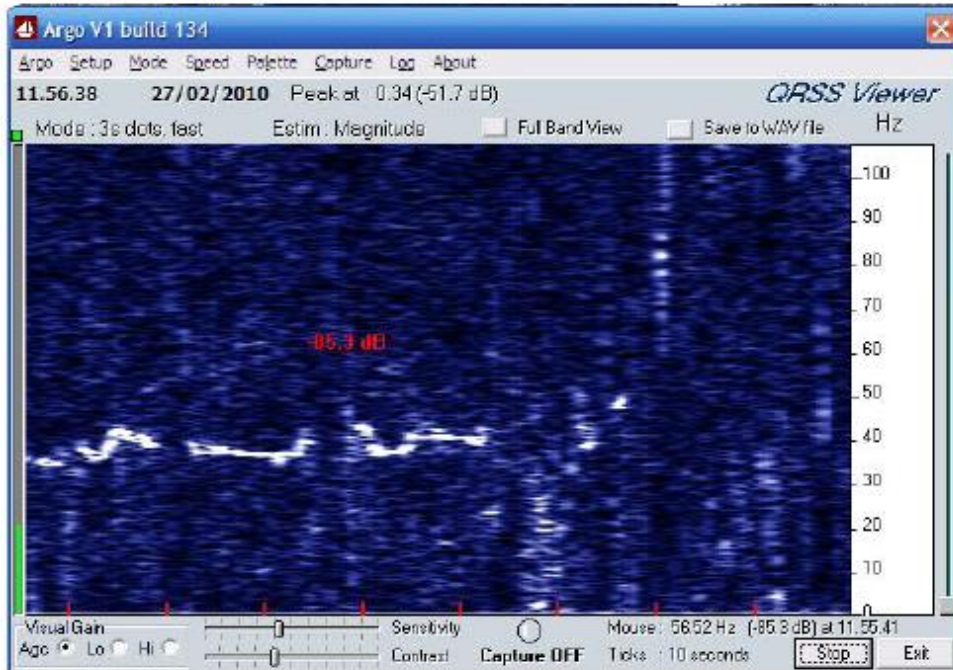 Argo V1 build 134
Argo Setup Mode Speed Palette Capture Log About
11.56.38 27/02/2010 Peak at 0.34 (-51.7 dB) QRSS Viewer
Mode : 3s dots, fast Estim : Magnitude Full Band View Save to WAV file Hz
100
90
80
70
-85.3 dB
60
50
40
30
20
10
0
Visual Gain Sensitivity Mouse : 56.52 Hz (-85.3 dB) at 11.55.41
Agc Lo Hi Contrast Capture OFF Ticks : 10 seconds Stop Exit